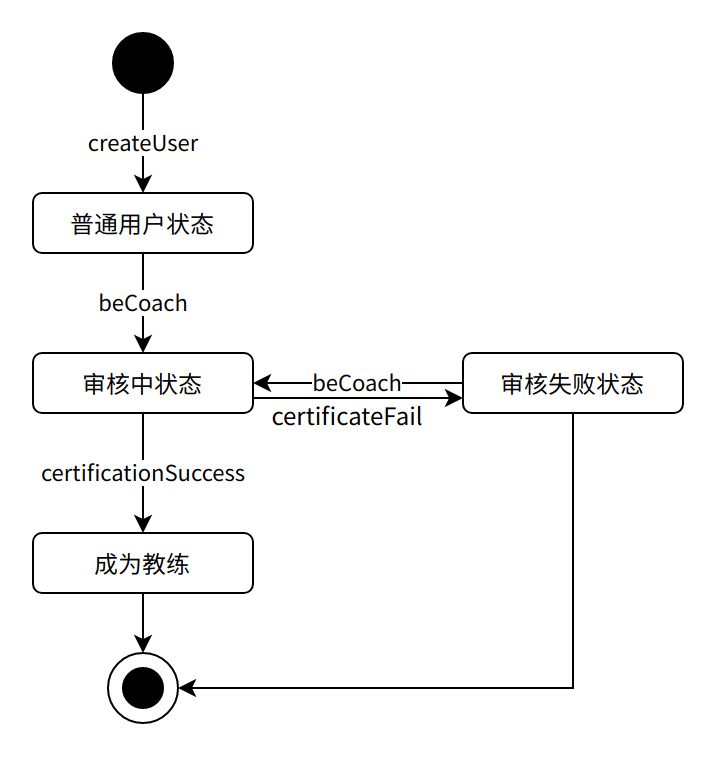 createUser
普通用户状态
beCoach
审核中状态
beCoach
审核失败状态
certificateFail
certificationSuccess
成为教练